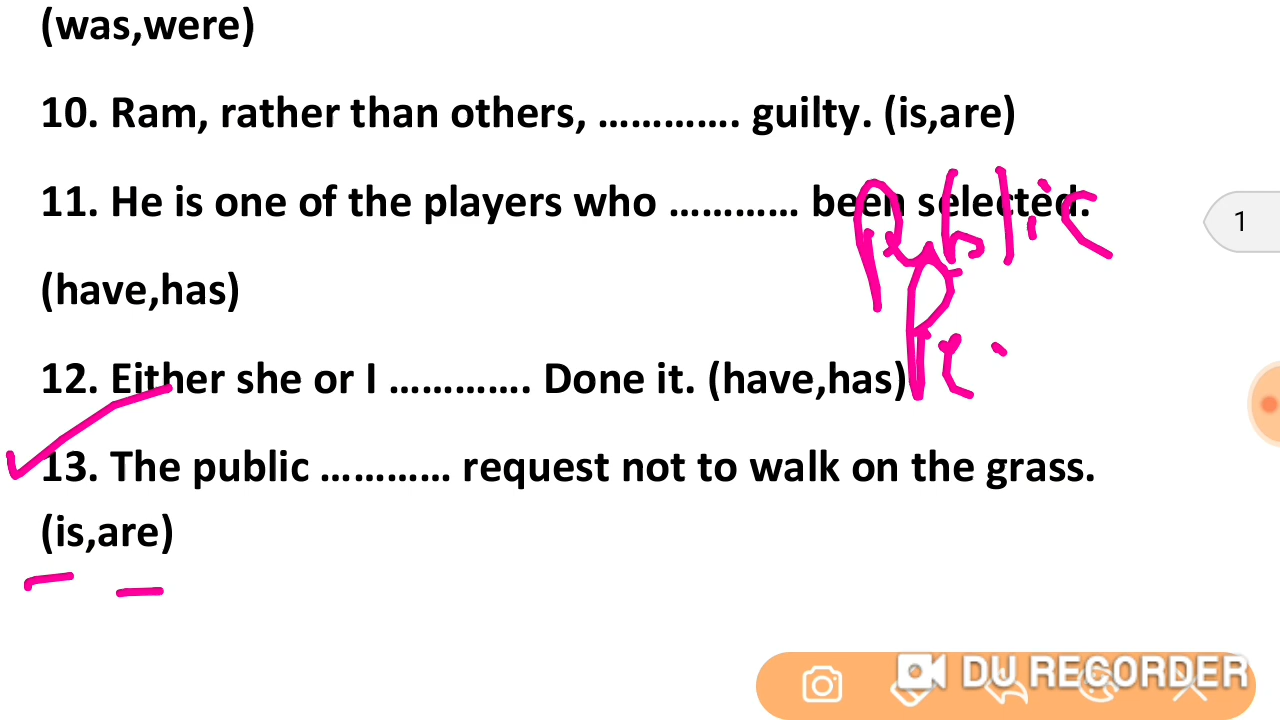 (was,were)
10. Ram, rather than others, …………. guilty. (is,are)
11. He is one of the players who ………… been selected.
public
(have,has)
12. Either she or I …………. Done it. (have,has)
13. The public ………… request not to walk on the grass.
(is,are)
1
DU RECORDER